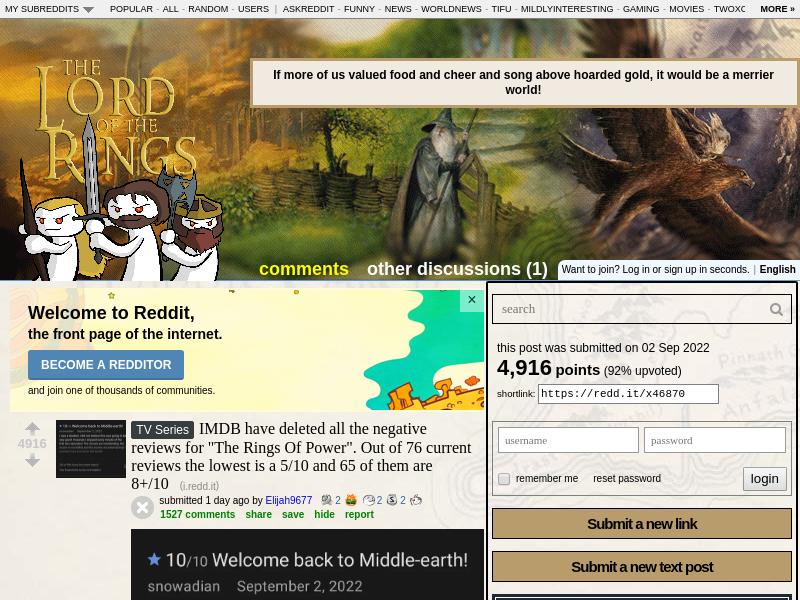 MY SUBREDDITS POPULAR - ALL - RANDOM - USERS | ASKREDDIT - FUNNY - NEWS - WORLDNEWS - TIFU - MILDLYINTERESTING - GAMING - MOVIES - TWOXC MORE »
THE
LORD
OF THE
RINGS
If more of us valued food and cheer and song above hoarded gold, it would be a merrier
world!
comments other discussions (1)
Want to join? Log in or sign up in seconds. | English
Welcome to Reddit,
the front page of the internet.
BECOME A REDDITOR
and join one of thousands of communities.
×
4916
TV Series IMDB have deleted all the negative
reviews for "The Rings Of Power". Out of 76 current
reviews the lowest is a 5/10 and 65 of them are
8+/10 (i.redd.it)
submitted 1 day ago by Elijah9677 2 2 2
1527 comments share save hide report
★ 10/10 Welcome back to Middle-earth!
snowadian September 2, 2022
search
this post was submitted on 02 Sep 2022
4,916 points (92% upvoted)
shortlink: https://redd.it/x46870
username password
remember me reset password login
Submit a new link
Submit a new text post